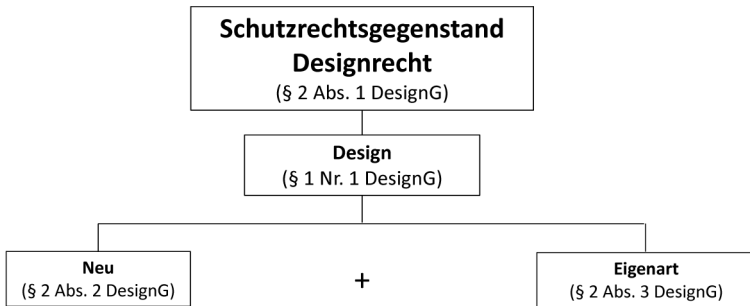 Schutzrechtsgegenstand
Designrecht
(§ 2 Abs. 1 DesignG)
Design
(§ 1 Nr. 1 DesignG)
Neu
(§ 2 Abs. 2 DesignG)
+
Eigenart
(§ 2 Abs. 3 DesignG)